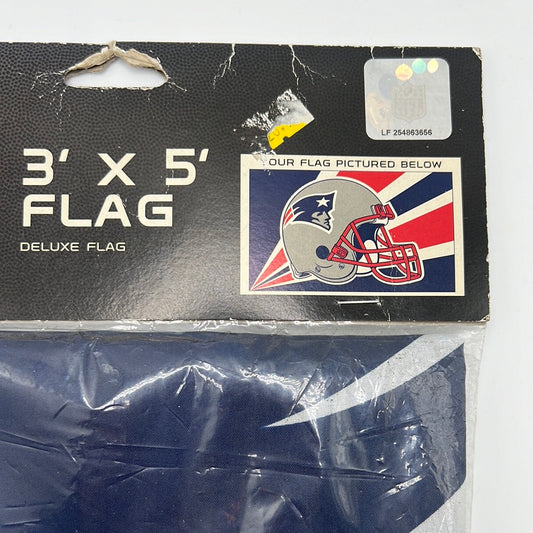 LF 254863656
OUR FLAG PICTURED BELOW
3' X 5'
FLAG
DELUXE FLAG